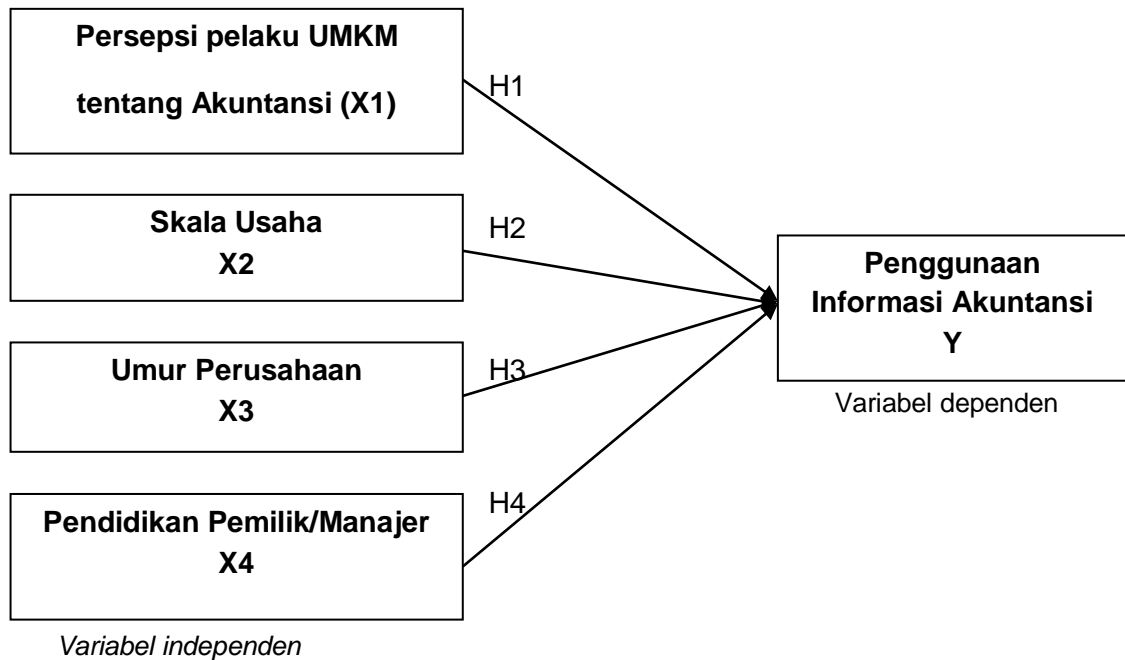 Persepsi pelaku UMKM
tentang Akuntansi (X1)
H1
Skala Usaha
X2
H2
Penggunaan
Informasi Akuntansi
Y
Umur Perusahaan
X3
H3
Variabel dependen
Pendidikan Pemilik/Manajer
X4
H4
Variabel independen